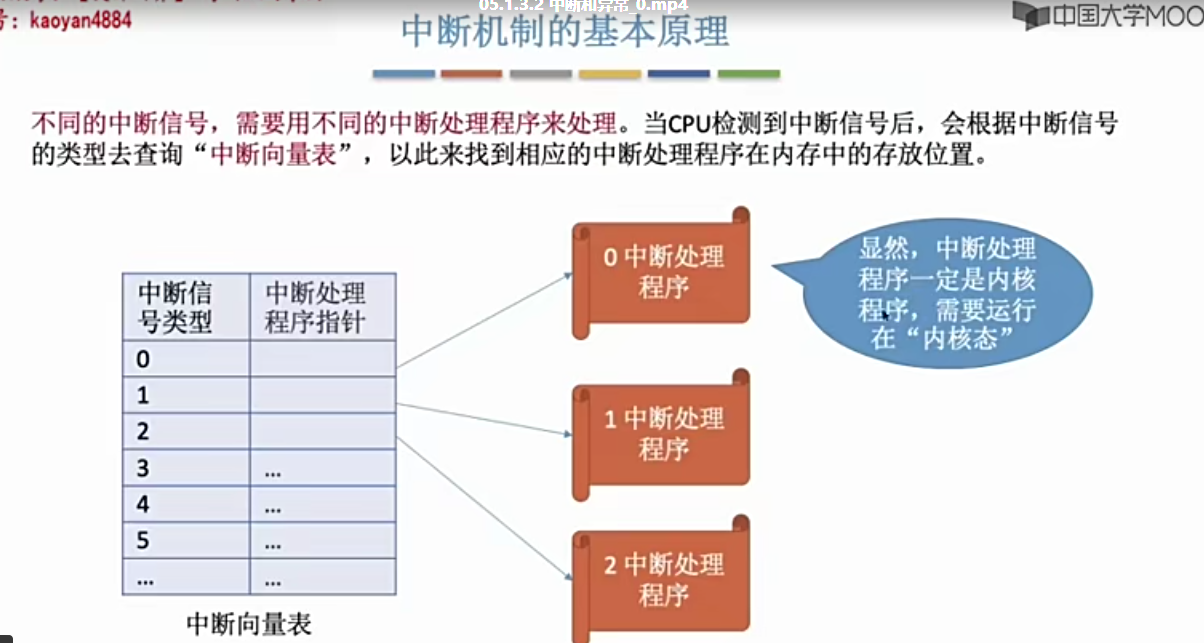 05.1.3.2 中断和异常_0.mp4
号：kaoyan4884
中国大学MOO
中断机制的基本原理
不同的中断信号，需要用不同的中断处理程序来处理。当CPU检测到中断信号后，会根据中断信号
的类型去查询“中断向量表”，以此来找到相应的中断处理程序在内存中的存放位置。
中断信
号类型
中断处理
程序指针
0
1
2
3 ...
4 ...
5 ...
... ...
中断向量表
0 中断处理
程序
1 中断处理
程序
2 中断处理
程序
显然，中断处理
程序一定是内核
程序，需要运行
在“内核态”